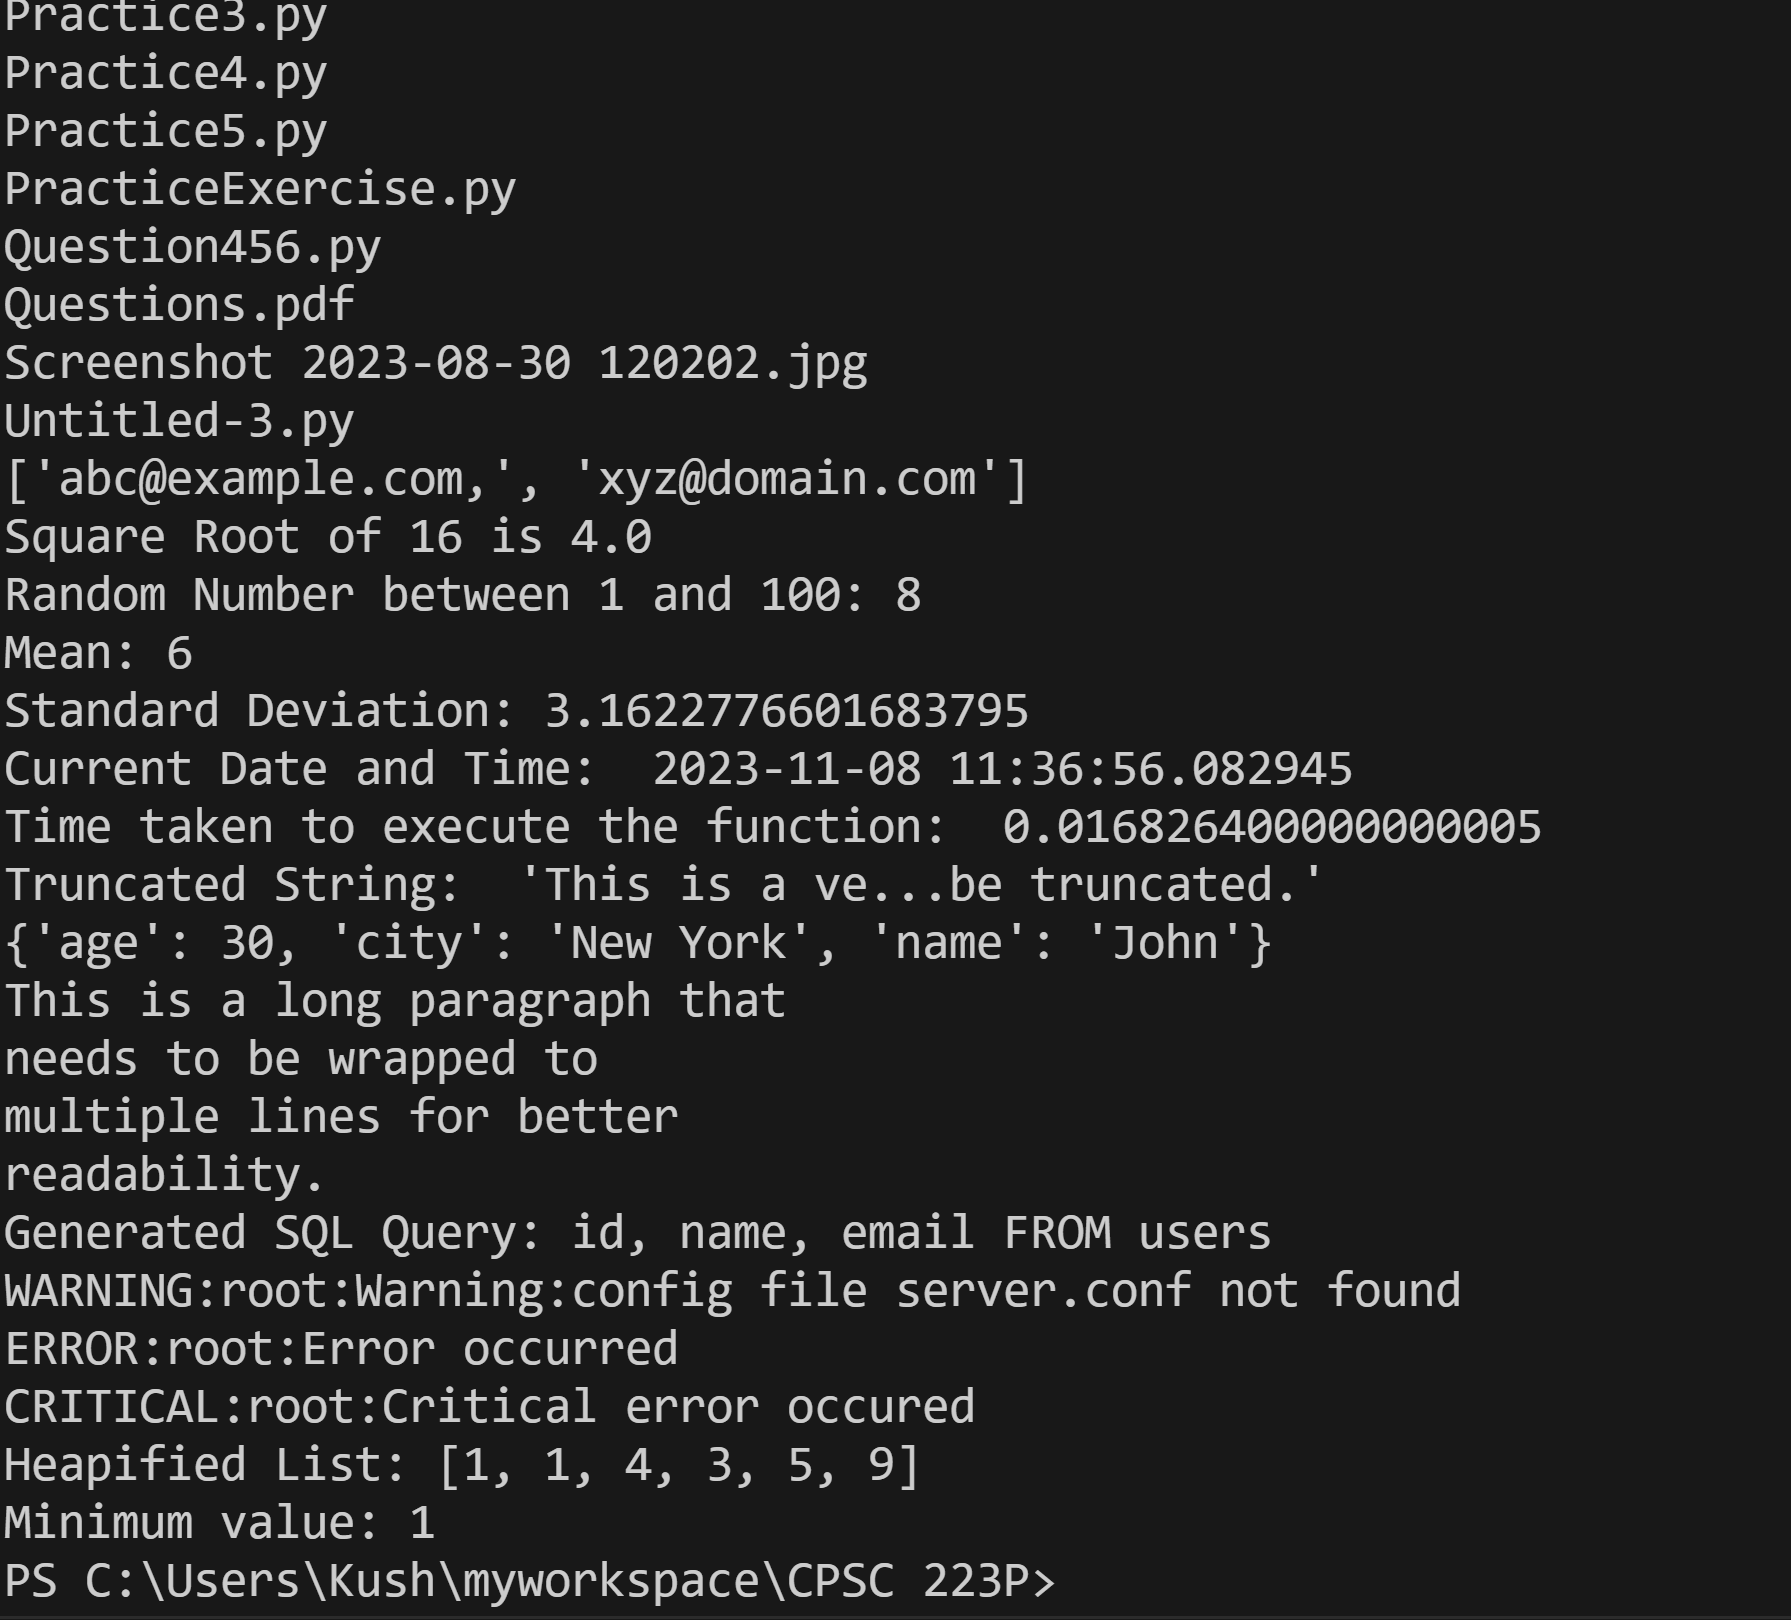 Practice3.py
Practice4.py
Practice5.py
PracticeExercise.py
Question456.py
Questions.pdf
Screenshot 2023-08-30 120202.jpg
Untitled-3.py
['abc@example.com,', 'xyz@domain.com']
Square Root of 16 is 4.0
Random Number between 1 and 100: 8
Mean: 6
Standard Deviation: 3.1622776601683795
Current Date and Time:  2023-11-08 11:36:56.082945
Time taken to execute the function:  0.016826400000000005
Truncated String:  'This is a ve...be truncated.'
{'age': 30, 'city': 'New York', 'name': 'John'}
This is a long paragraph that
needs to be wrapped to
multiple lines for better
readability.
Generated SQL Query: id, name, email FROM users
WARNING:root:Warning:config file server.conf not found
ERROR:root:Error occurred
CRITICAL:root:Critical error occured
Heapified List: [1, 1, 4, 3, 5, 9]
Minimum value: 1
PS C:\Users\Kush\myworkspace\CPSC 223P>